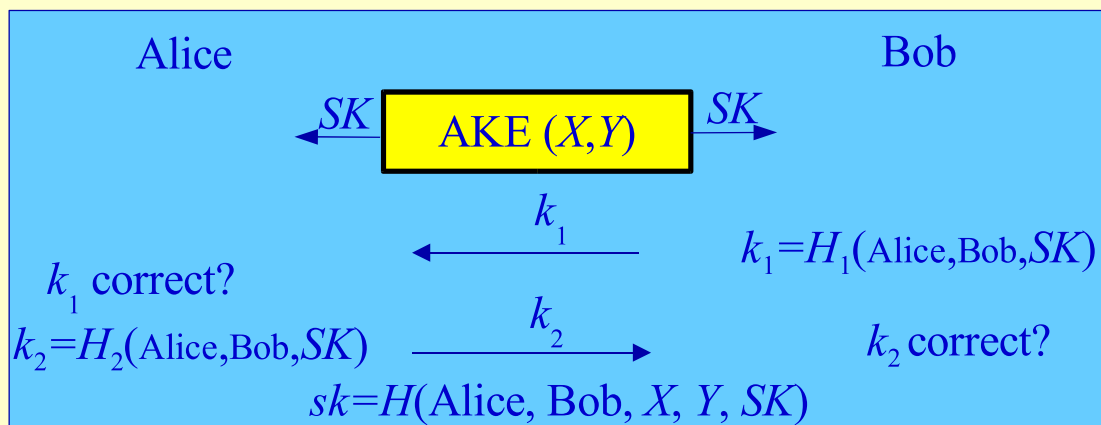 Alice
Bob
SK
AKE (X,Y)
SK
k₁
k₁=H₁(Alice,Bob,SK)
k₁ correct?
k₂
k₂=H₂(Alice,Bob,SK)
k₂ correct?
sk=H(Alice, Bob, X, Y, SK)